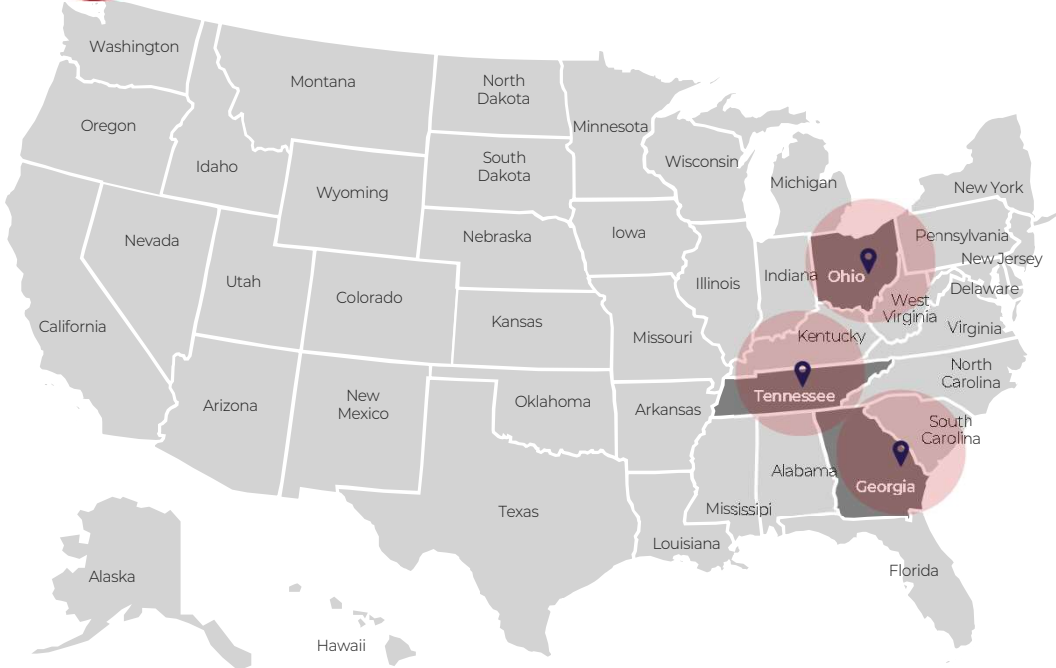 Washington
Montana
North
Dakota
Minnesota
Oregon
Idaho
South
Dakota
Wisconsin
Michigan
New York
Wyoming
Nevada
Nebraska
Iowa
Pennsylvania
New Jersey
Utah
Colorado
Illinois
Indiana
Ohio
Delaware
West
Virginia
California
Kansas
Missouri
Kentucky
Virginia
Arizona
New
Mexico
Oklahoma
Arkansas
Tennessee
North
Carolina
South
Carolina
Alabama
Georgia
Texas
Mississipi
Louisiana
Florida
Alaska
Hawaii